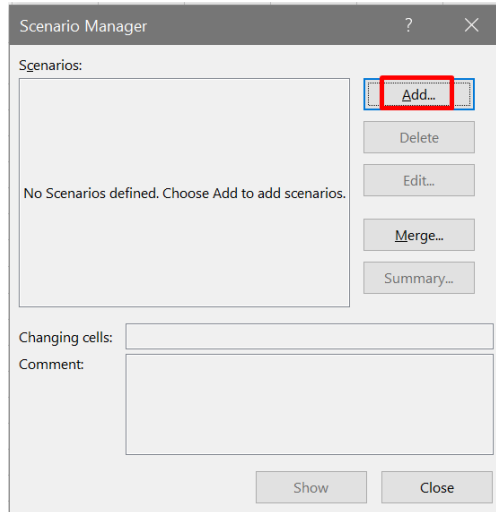 Scenario Manager ? ×
Scenarios:
Add...
Delete
No Scenarios defined. Choose Add to add scenarios.
Edit...
Merge...
Summary...
Changing cells:
Comment:
Show Close